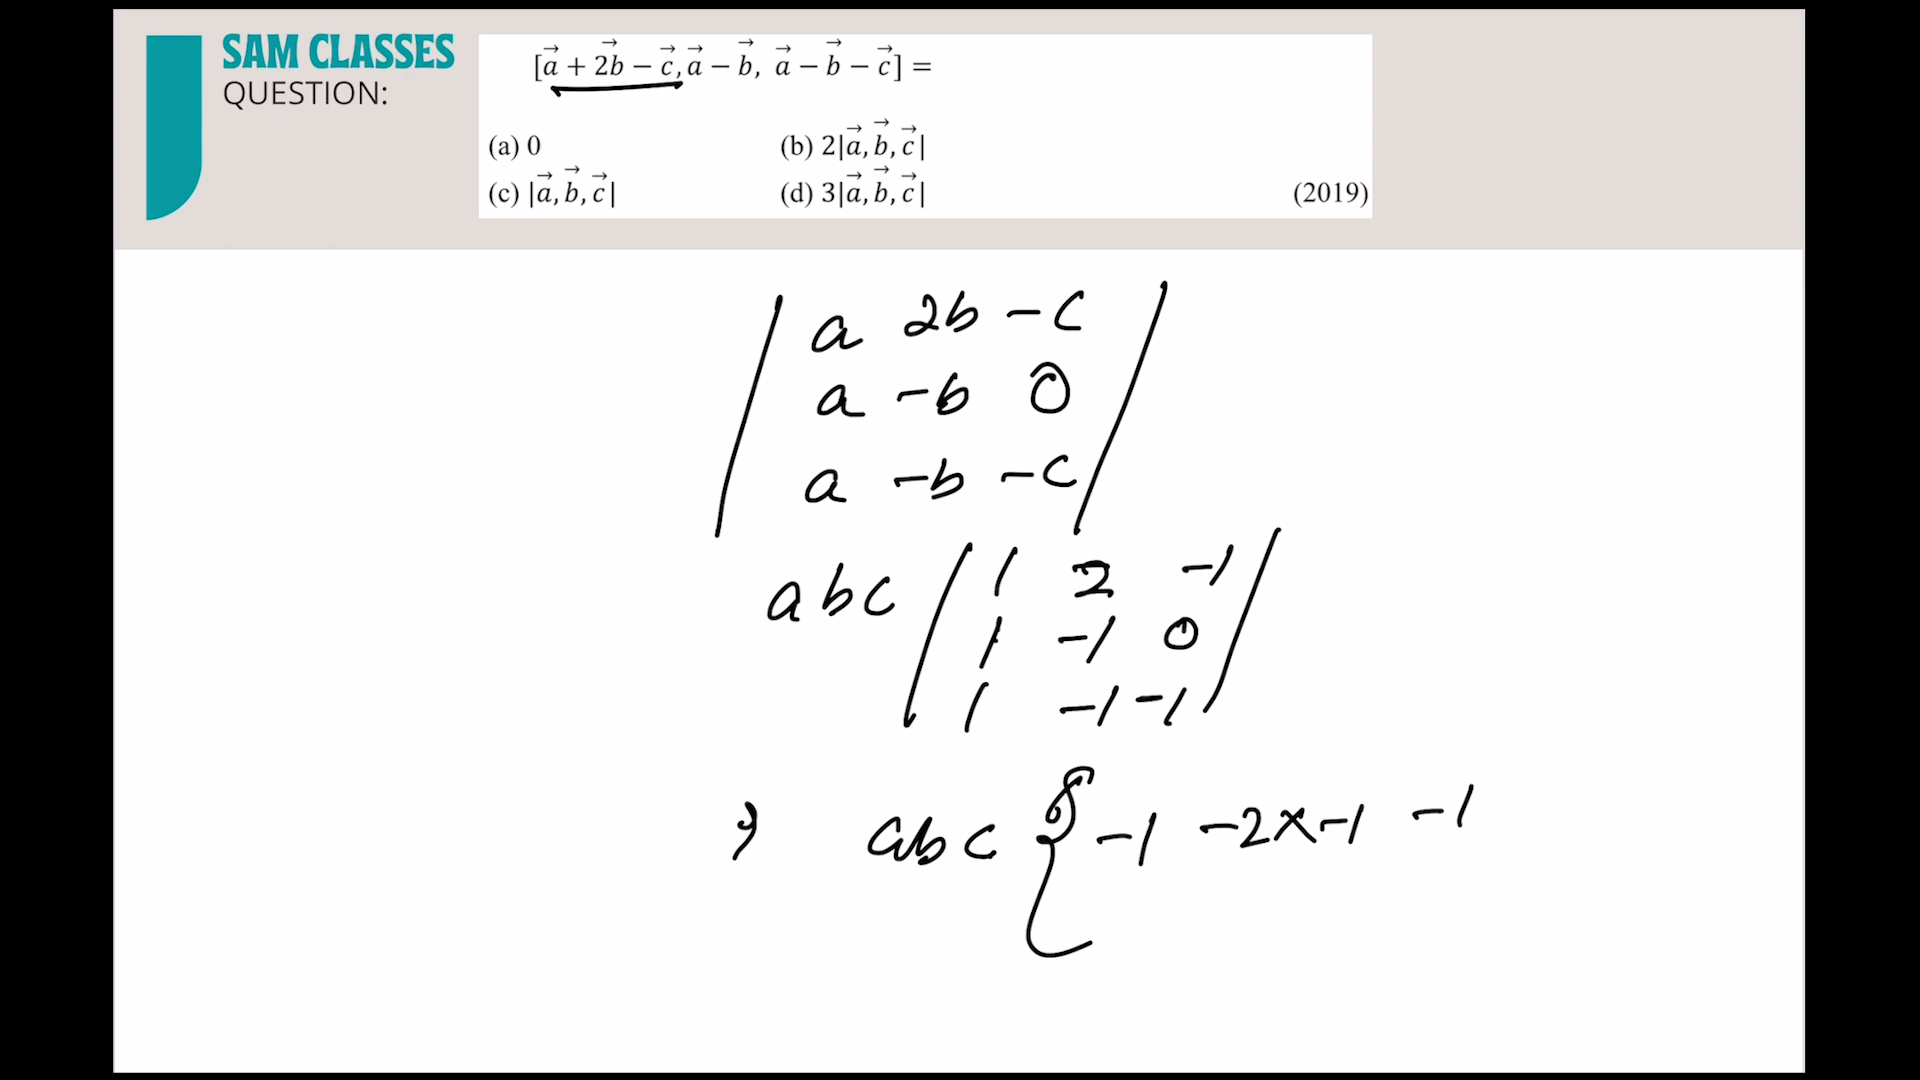 SAM CLASSES
QUESTION:
[a⃗ + 2b⃗ − c⃗, a⃗ − b⃗, a⃗ − b⃗ − c⃗] =
(a) 0 (b) 2|a⃗, b⃗, c⃗|
(c) |a⃗, b⃗, c⃗| (d) 3|a⃗, b⃗, c⃗| (2019)
| a 2b -c |
| a -b 0 |
| a -b -c |
abc | 1 2 -1 |
| 1 -1 0 |
| 1 -1 -1 |
⇒ abc { -1 -2×-1 -1